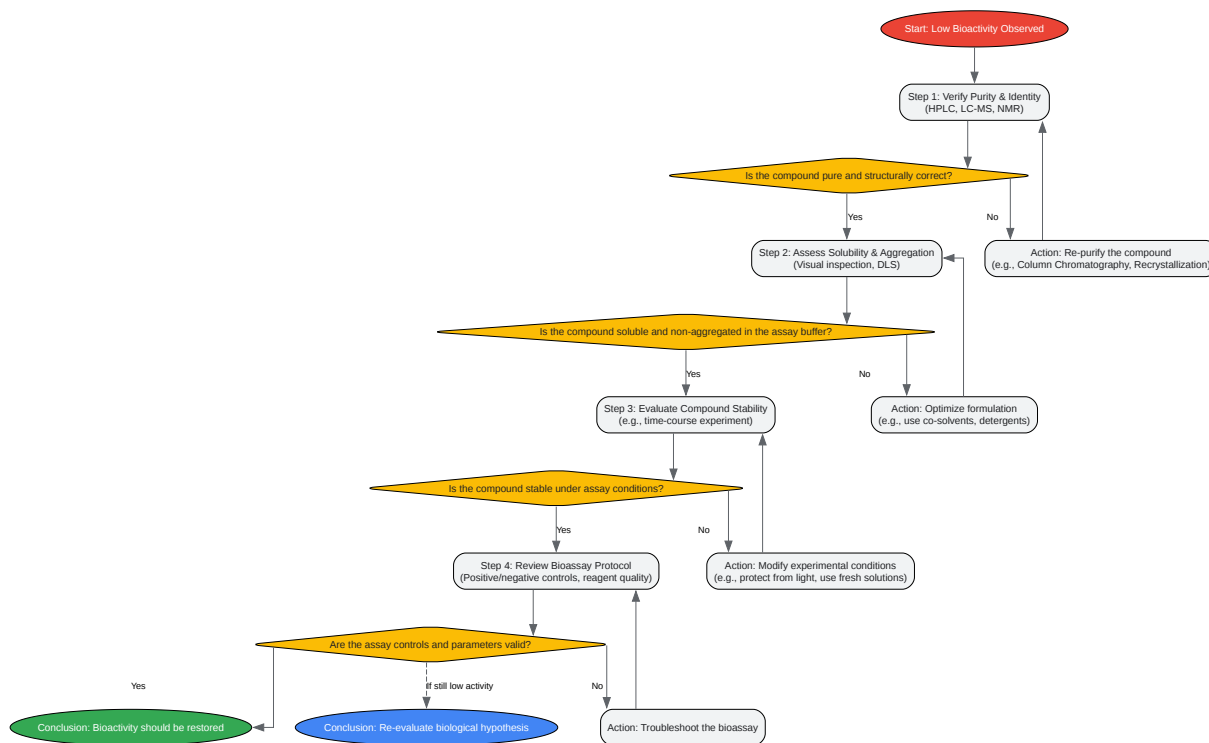 Start: Low Bioactivity Observed
Step 1: Verify Purity & Identity
(HPLC, LC-MS, NMR)
Is the compound pure and structurally correct?
Yes
No
Step 2: Assess Solubility & Aggregation
(Visual inspection, DLS)
Action: Re-purify the compound
(e.g., Column Chromatography, Recrystallization)
Is the compound soluble and non-aggregated in the assay buffer?
Yes
No
Step 3: Evaluate Compound Stability
(e.g., time-course experiment)
Action: Optimize formulation
(e.g., use co-solvents, detergents)
Is the compound stable under assay conditions?
Yes
No
Step 4: Review Bioassay Protocol
(Positive/negative controls, reagent quality)
Action: Modify experimental conditions
(e.g., protect from light, use fresh solutions)
Are the assay controls and parameters valid?
Yes
If still low activity
No
Conclusion: Bioactivity should be restored
Conclusion: Re-evaluate biological hypothesis
Action: Troubleshoot the bioassay